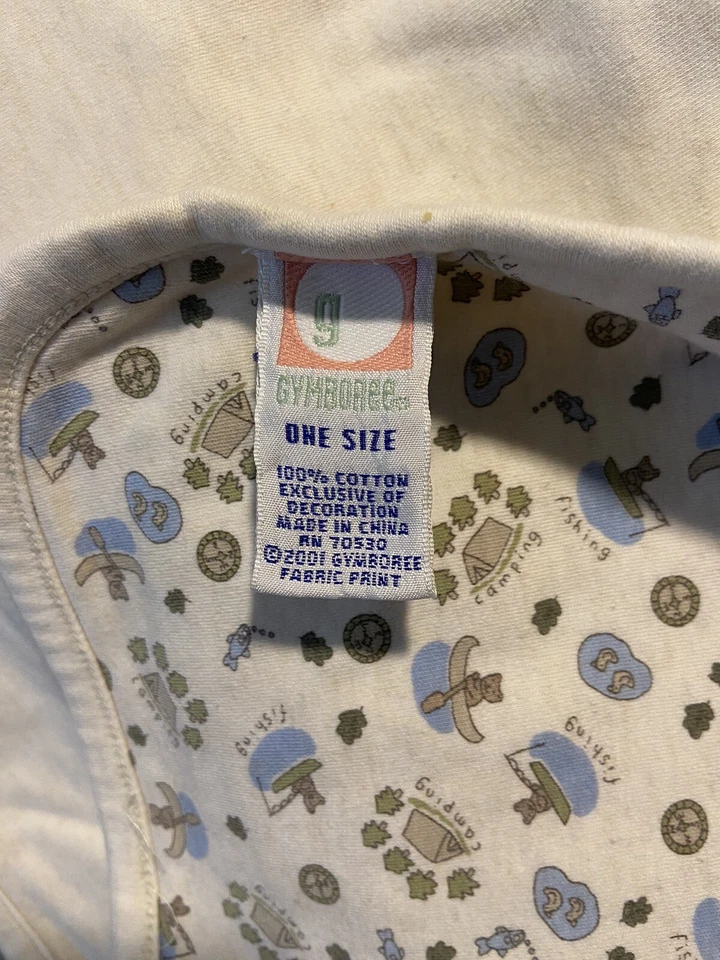 g
GYMBOREE
ONE SIZE
100% COTTON
EXCLUSIVE OF
DECORATION
MADE IN CHINA
RN 70530
©2001 GYMBOREE
FABRIC PRINT
camping
fishing
camping
fishing
fishing
camping